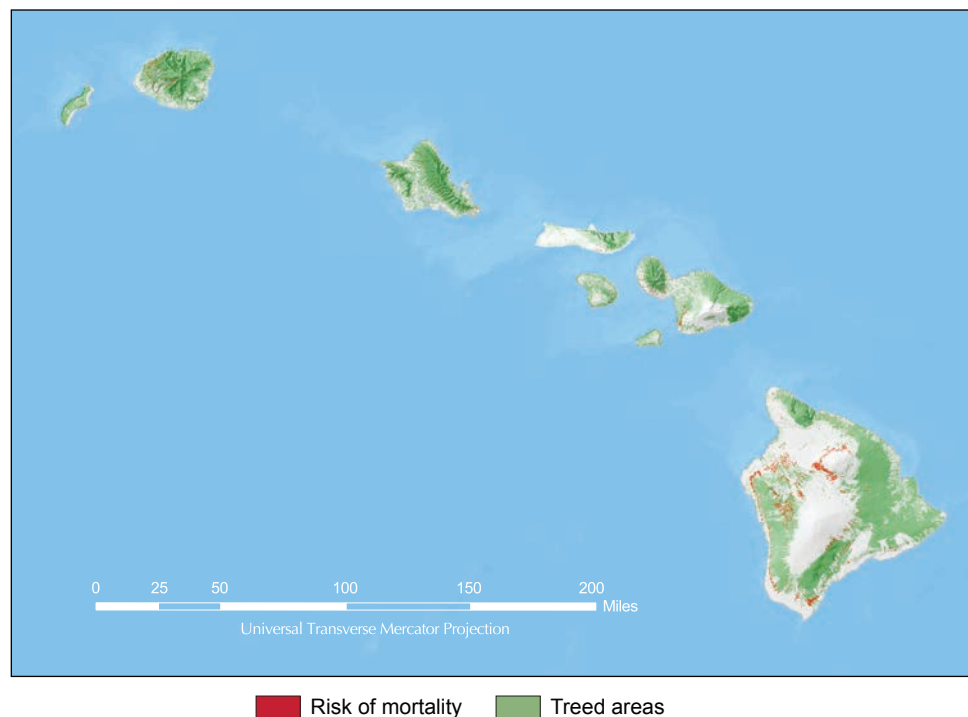 0 25 50 100 150 200
Miles
Universal Transverse Mercator Projection
Risk of mortality Treed areas